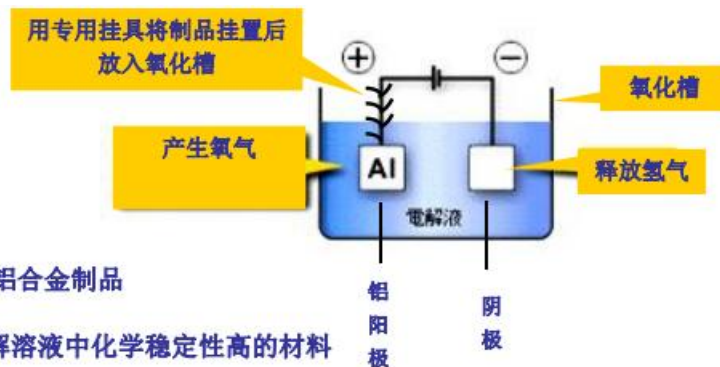 用专用挂具将制品挂置后
放入氧化槽
+
−
氧化槽
产生氧气
Al
释放氢气
電解液
铝合金制品
铝阳极
阴极
解溶液中化学稳定性高的材料